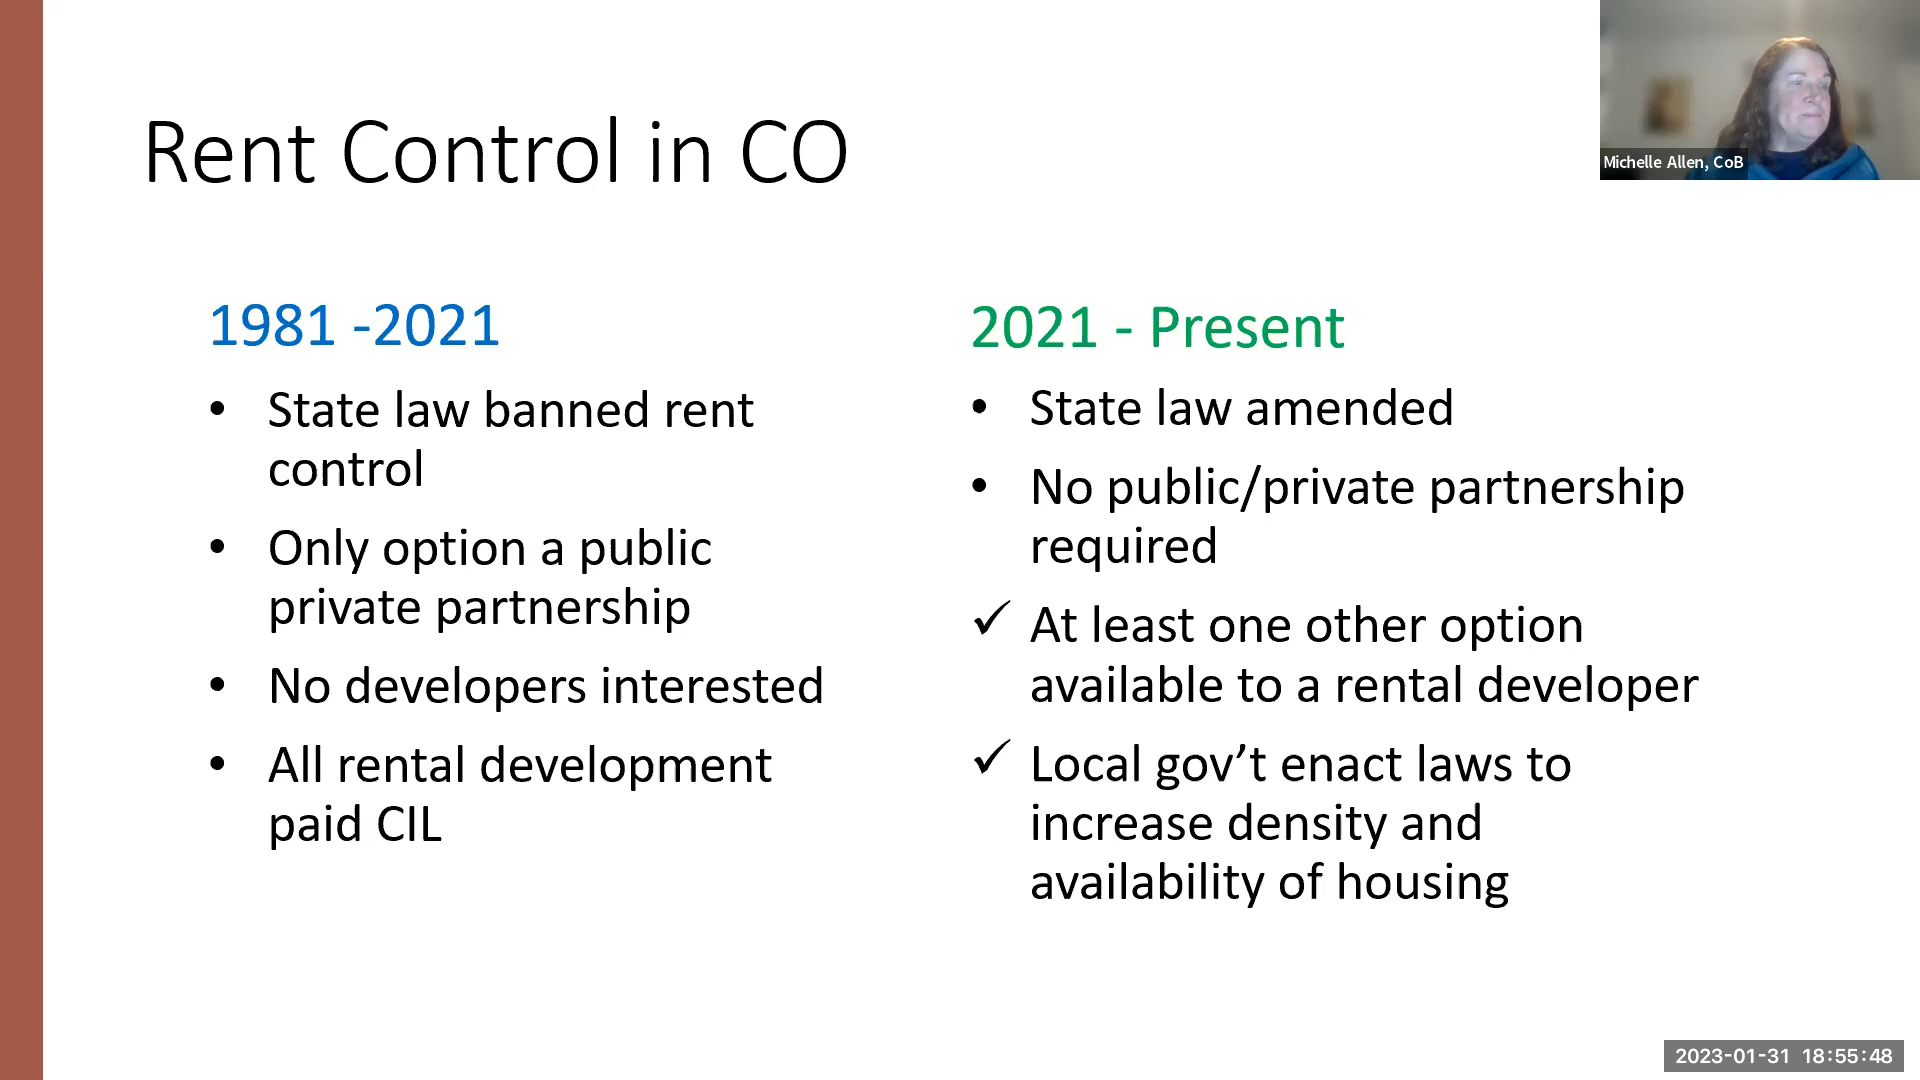 Rent Control in CO
Michelle Allen, CoB
1981 -2021
• State law banned rent
control
• Only option a public
private partnership
• No developers interested
• All rental development
paid CIL
2021 - Present
• State law amended
• No public/private partnership
required
✓ At least one other option
available to a rental developer
✓ Local gov’t enact laws to
increase density and
availability of housing
2023-01-31 18:55:48